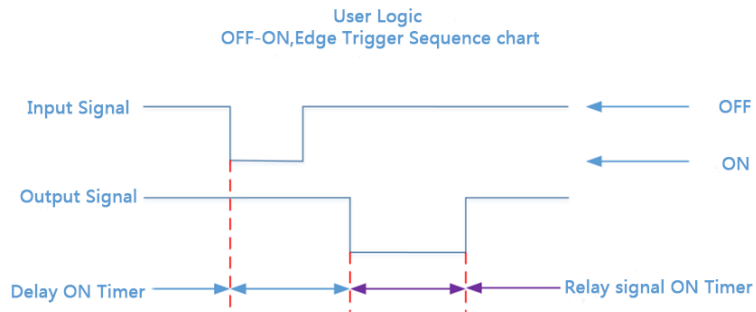 User Logic
OFF-ON,Edge Trigger Sequence chart
Input Signal
OFF
ON
Output Signal
Delay ON Timer
Relay signal ON Timer